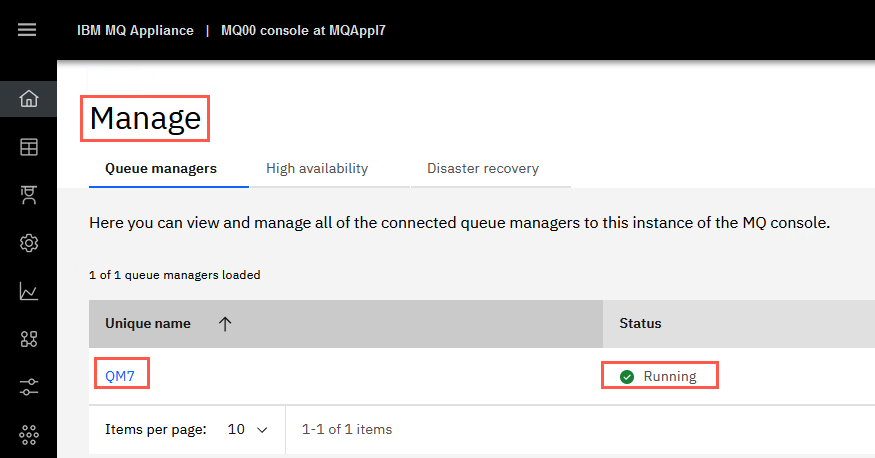 IBM MQ Appliance | MQ00 console at MQAppl7
Manage
Queue managers High availability Disaster recovery
Here you can view and manage all of the connected queue managers to this instance of the MQ console.
1 of 1 queue managers loaded
Unique name ↑ Status
QM7 Running
Items per page: 10 1-1 of 1 items